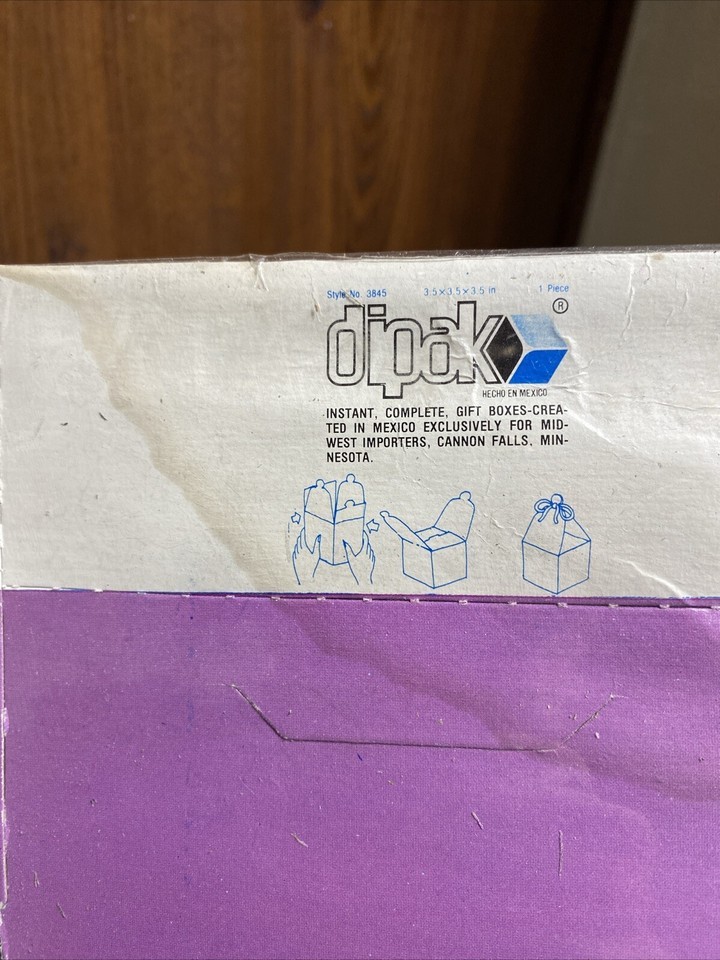 Style No. 3845 3.5×3.5×3.5 in 1 Piece
dipak ®
HECHO EN MEXICO
INSTANT, COMPLETE, GIFT BOXES-CREA-
TED IN MEXICO EXCLUSIVELY FOR MID-
WEST IMPORTERS, CANNON FALLS, MIN-
NESOTA.